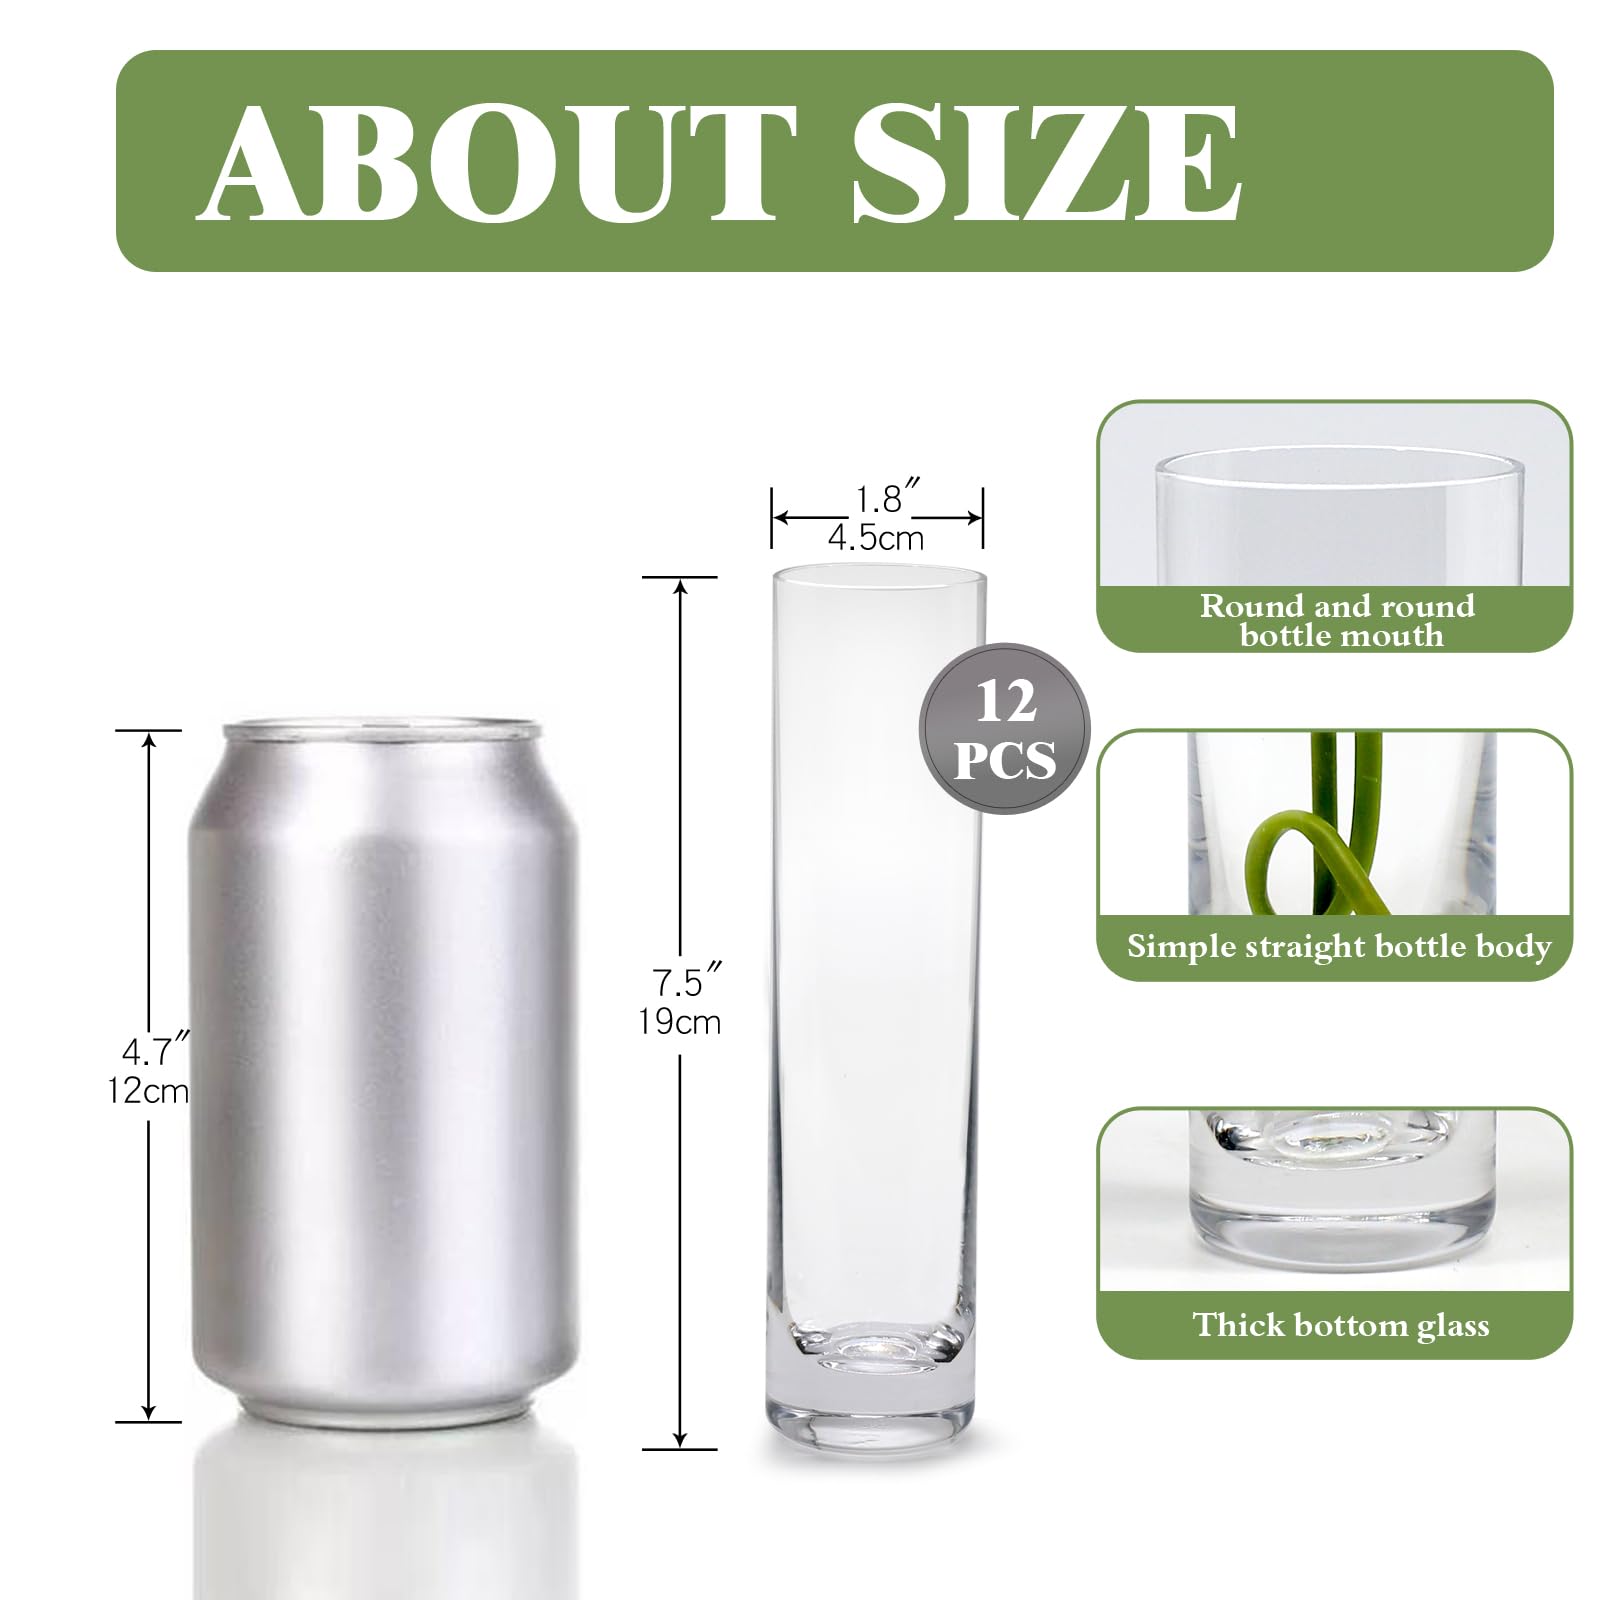 ABOUT SIZE
1.8"
4.5cm
Round and round
bottle mouth
12
PCS
Simple straight bottle body
7.5"
19cm
4.7"
12cm
Thick bottom glass